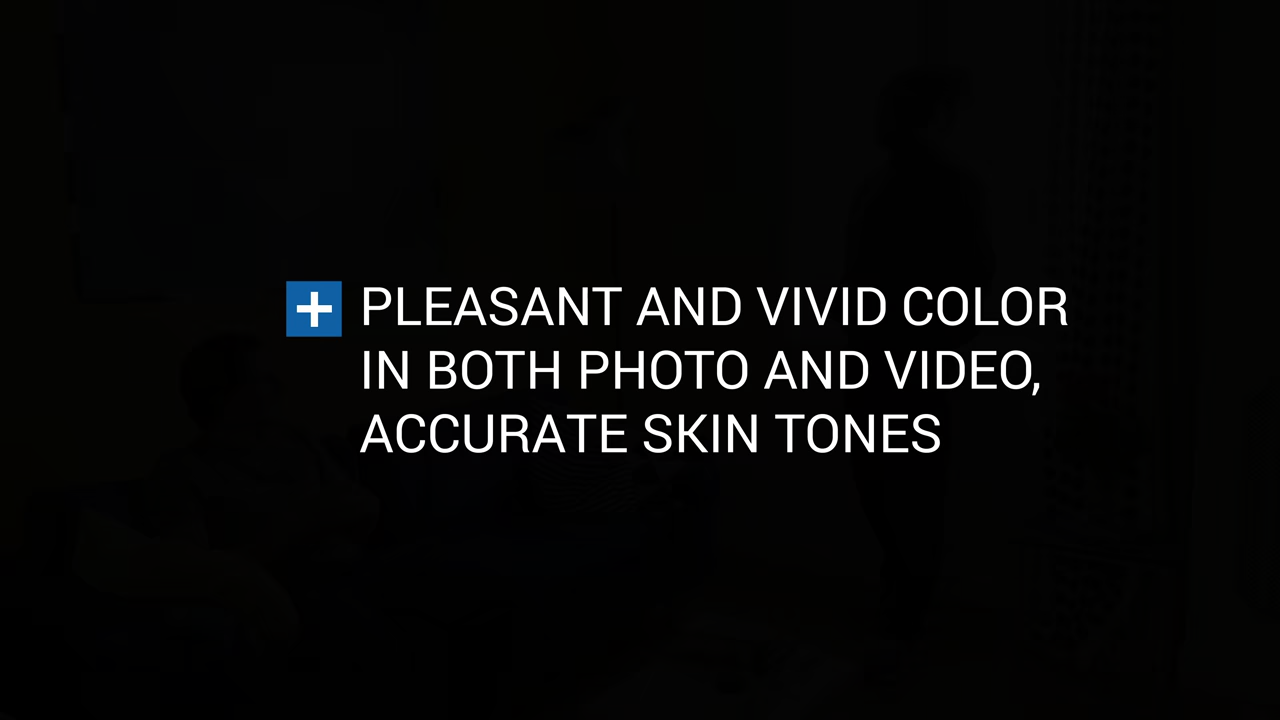 PLEASANT AND VIVID COLOR
IN BOTH PHOTO AND VIDEO,
ACCURATE SKIN TONES